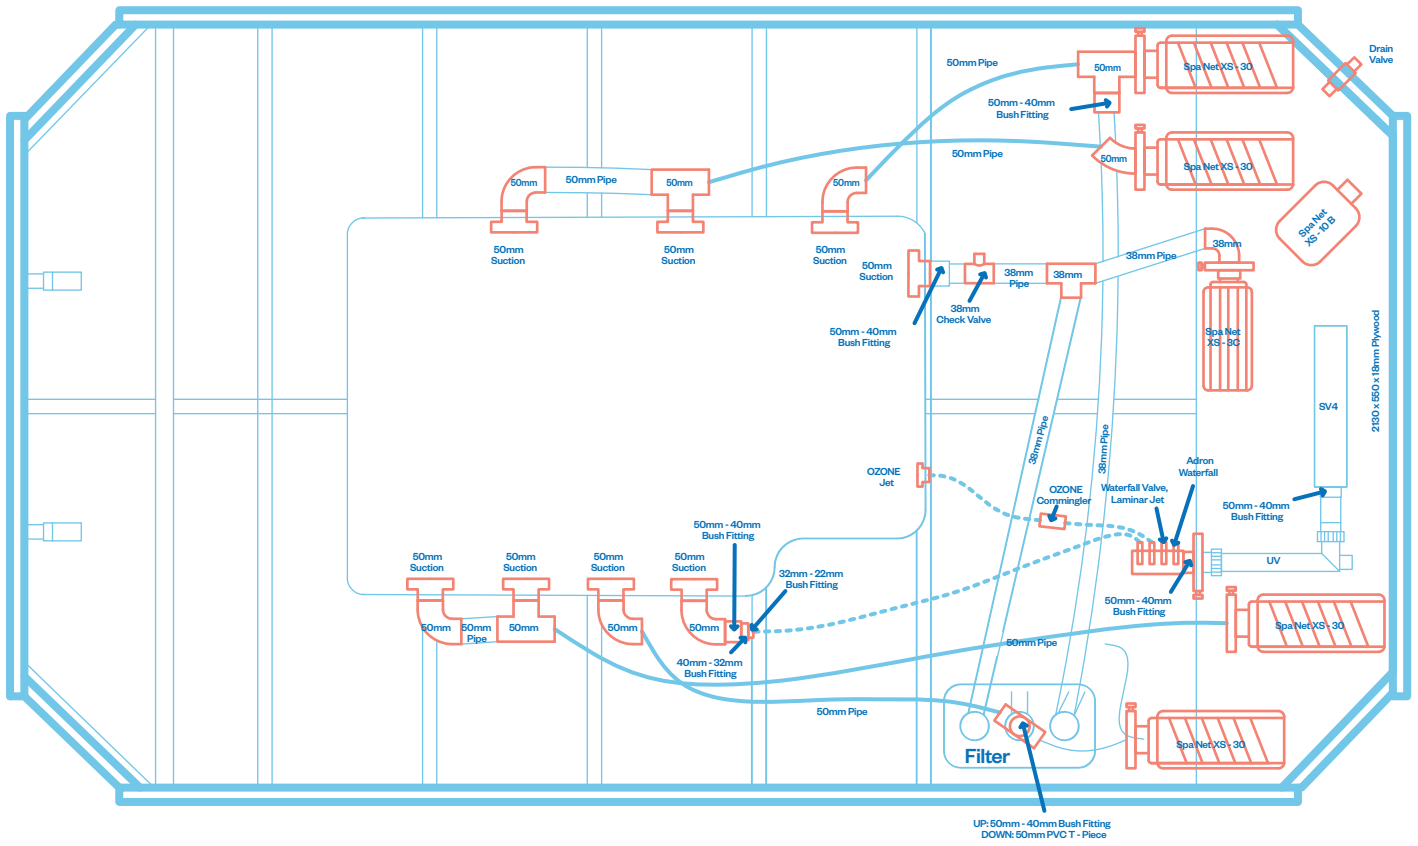 Drain
Valve
50mm Pipe
50mm
Spa Net XS - 30
50mm - 40mm
Bush Fitting
50mm Pipe
50mm
Spa Net XS - 30
50mm
50mm Pipe
50mm
50mm
Spa Net
XS - 10 B
50mm
Suction
50mm
Suction
50mm
Suction
50mm
Suction
38mm
Pipe
38mm
38mm Pipe
38mm
38mm
Check Valve
50mm - 40mm
Bush Fitting
Spa Net
XS - 3C
2130 x 550 x 18mm Plywood
SV4
38mm Pipe
38mm Pipe
OZONE
Jet
OZONE
Commingler
Waterfall Valve,
Laminar Jet
Adron
Waterfall
50mm - 40mm
Bush Fitting
50mm - 40mm
Bush Fitting
50mm
Suction
50mm
Suction
50mm
Suction
50mm
Suction
32mm - 22mm
Bush Fitting
UV
50mm - 40mm
Bush Fitting
50mm
50mm
Pipe
50mm
50mm
50mm
Spa Net XS - 30
50mm Pipe
40mm - 32mm
Bush Fitting
50mm Pipe
Spa Net XS - 30
Filter
UP: 50mm - 40mm Bush Fitting
DOWN: 50mm PVC T - Piece